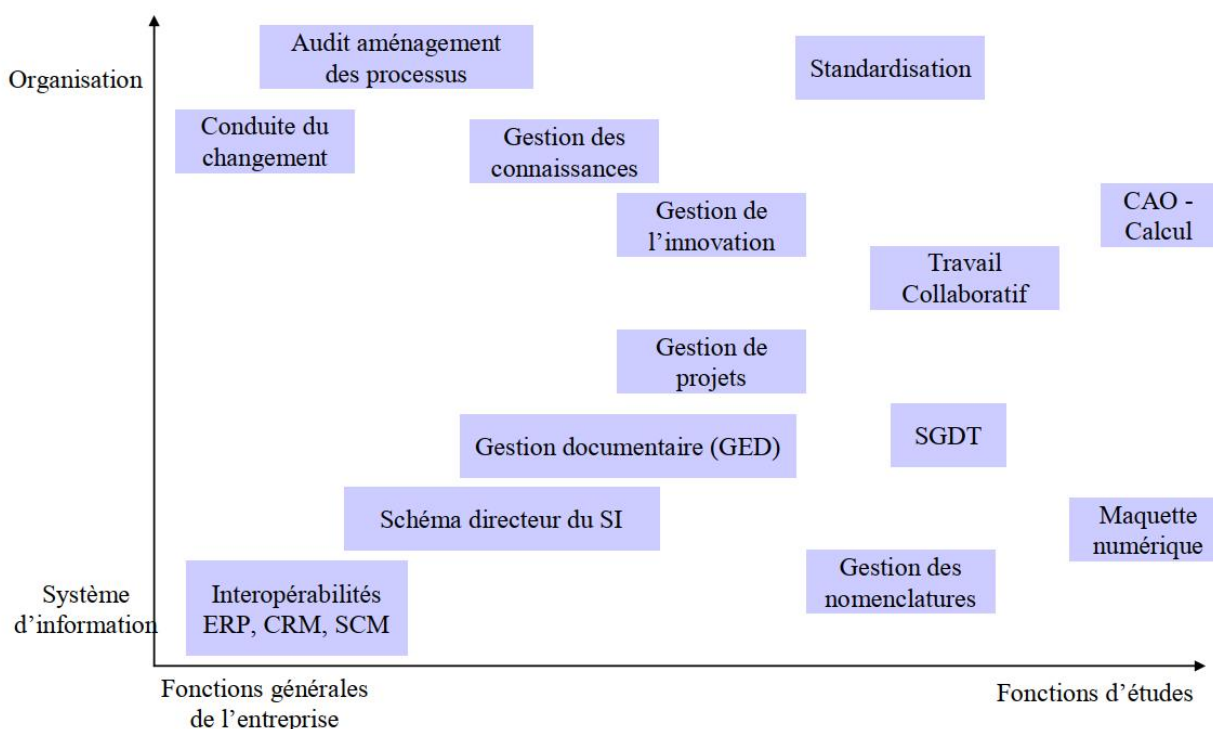 Audit aménagement
des processus
Standardisation
Organisation
Conduite du
changement
Gestion des
connaissances
Gestion de
l’innovation
CAO -
Calcul
Travail
Collaboratif
Gestion de
projets
SGDT
Gestion documentaire (GED)
Schéma directeur du SI
Maquette
numérique
Gestion des
nomenclatures
Système
d’information
Interopérabilités
ERP, CRM, SCM
Fonctions générales
de l’entreprise
Fonctions d’études